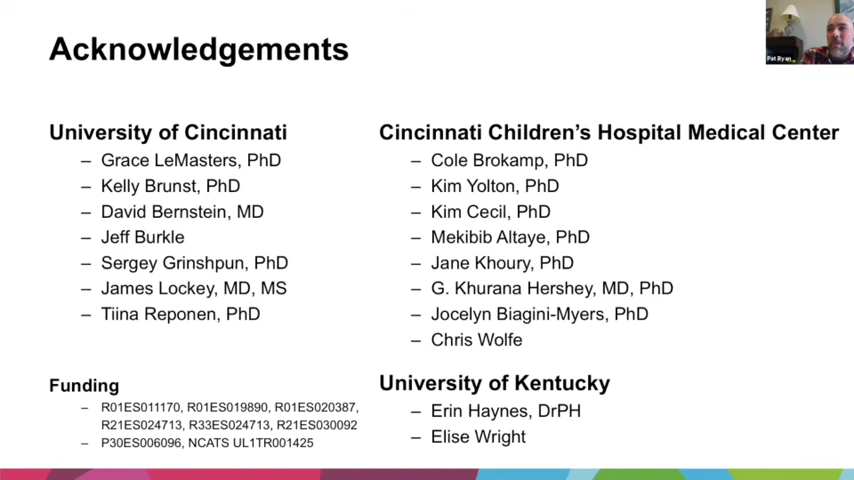 Acknowledgements
Pat Ryan
University of Cincinnati
– Grace LeMasters, PhD
– Kelly Brunst, PhD
– David Bernstein, MD
– Jeff Burkle
– Sergey Grinshpun, PhD
– James Lockey, MD, MS
– Tiina Reponen, PhD
Funding
– R01ES011170, R01ES019890, R01ES020387,
R21ES024713, R33ES024713, R21ES030092
– P30ES006096, NCATS UL1TR001425
Cincinnati Children's Hospital Medical Center
– Cole Brokamp, PhD
– Kim Yolton, PhD
– Kim Cecil, PhD
– Mekibib Altaye, PhD
– Jane Khoury, PhD
– G. Khurana Hershey, MD, PhD
– Jocelyn Biagini-Myers, PhD
– Chris Wolfe
University of Kentucky
– Erin Haynes, DrPH
– Elise Wright